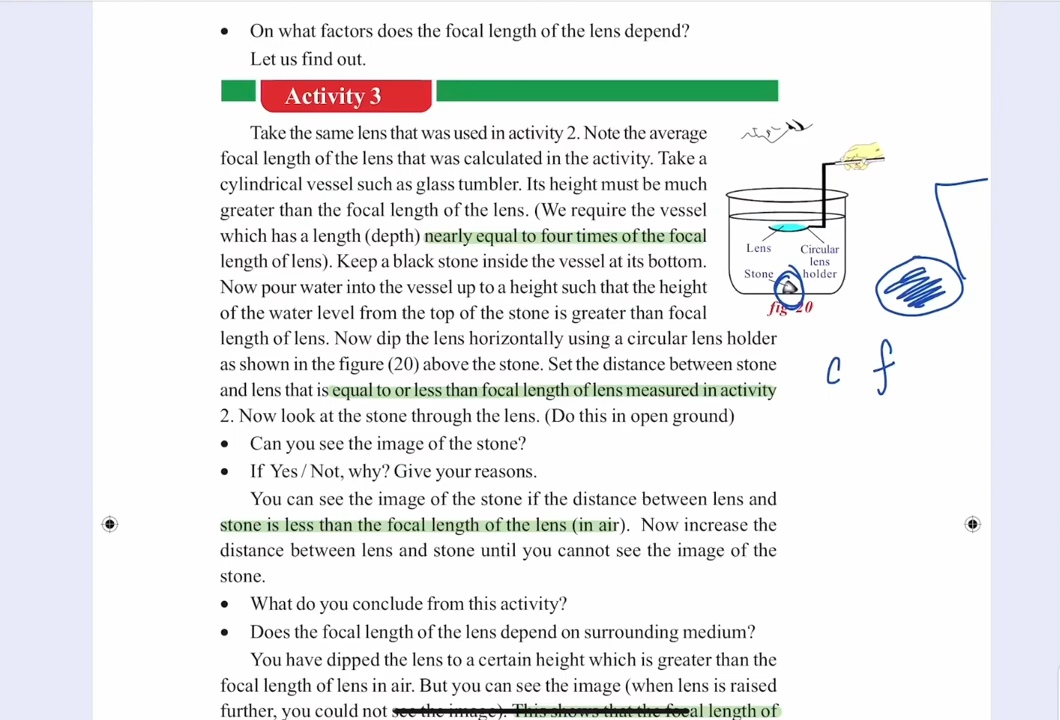 • On what factors does the focal length of the lens depend?
Let us find out.
Activity 3
Take the same lens that was used in activity 2. Note the average
focal length of the lens that was calculated in the activity. Take a
cylindrical vessel such as glass tumbler. Its height must be much
greater than the focal length of the lens. (We require the vessel
which has a length (depth) nearly equal to four times of the focal
length of lens). Keep a black stone inside the vessel at its bottom.
Now pour water into the vessel up to a height such that the height
of the water level from the top of the stone is greater than focal
length of lens. Now dip the lens horizontally using a circular lens holder
as shown in the figure (20) above the stone. Set the distance between stone
and lens that is equal to or less than focal length of lens measured in activity
2. Now look at the stone through the lens. (Do this in open ground)
Lens
Circular
lens
holder
Stone
fig-20
c f
• Can you see the image of the stone?
• If Yes / Not, why? Give your reasons.
You can see the image of the stone if the distance between lens and
stone is less than the focal length of the lens (in air). Now increase the
distance between lens and stone until you cannot see the image of the
stone.
• What do you conclude from this activity?
• Does the focal length of the lens depend on surrounding medium?
You have dipped the lens to a certain height which is greater than the
focal length of lens in air. But you can see the image (when lens is raised
further, you could not see the image). This shows that the focal length of